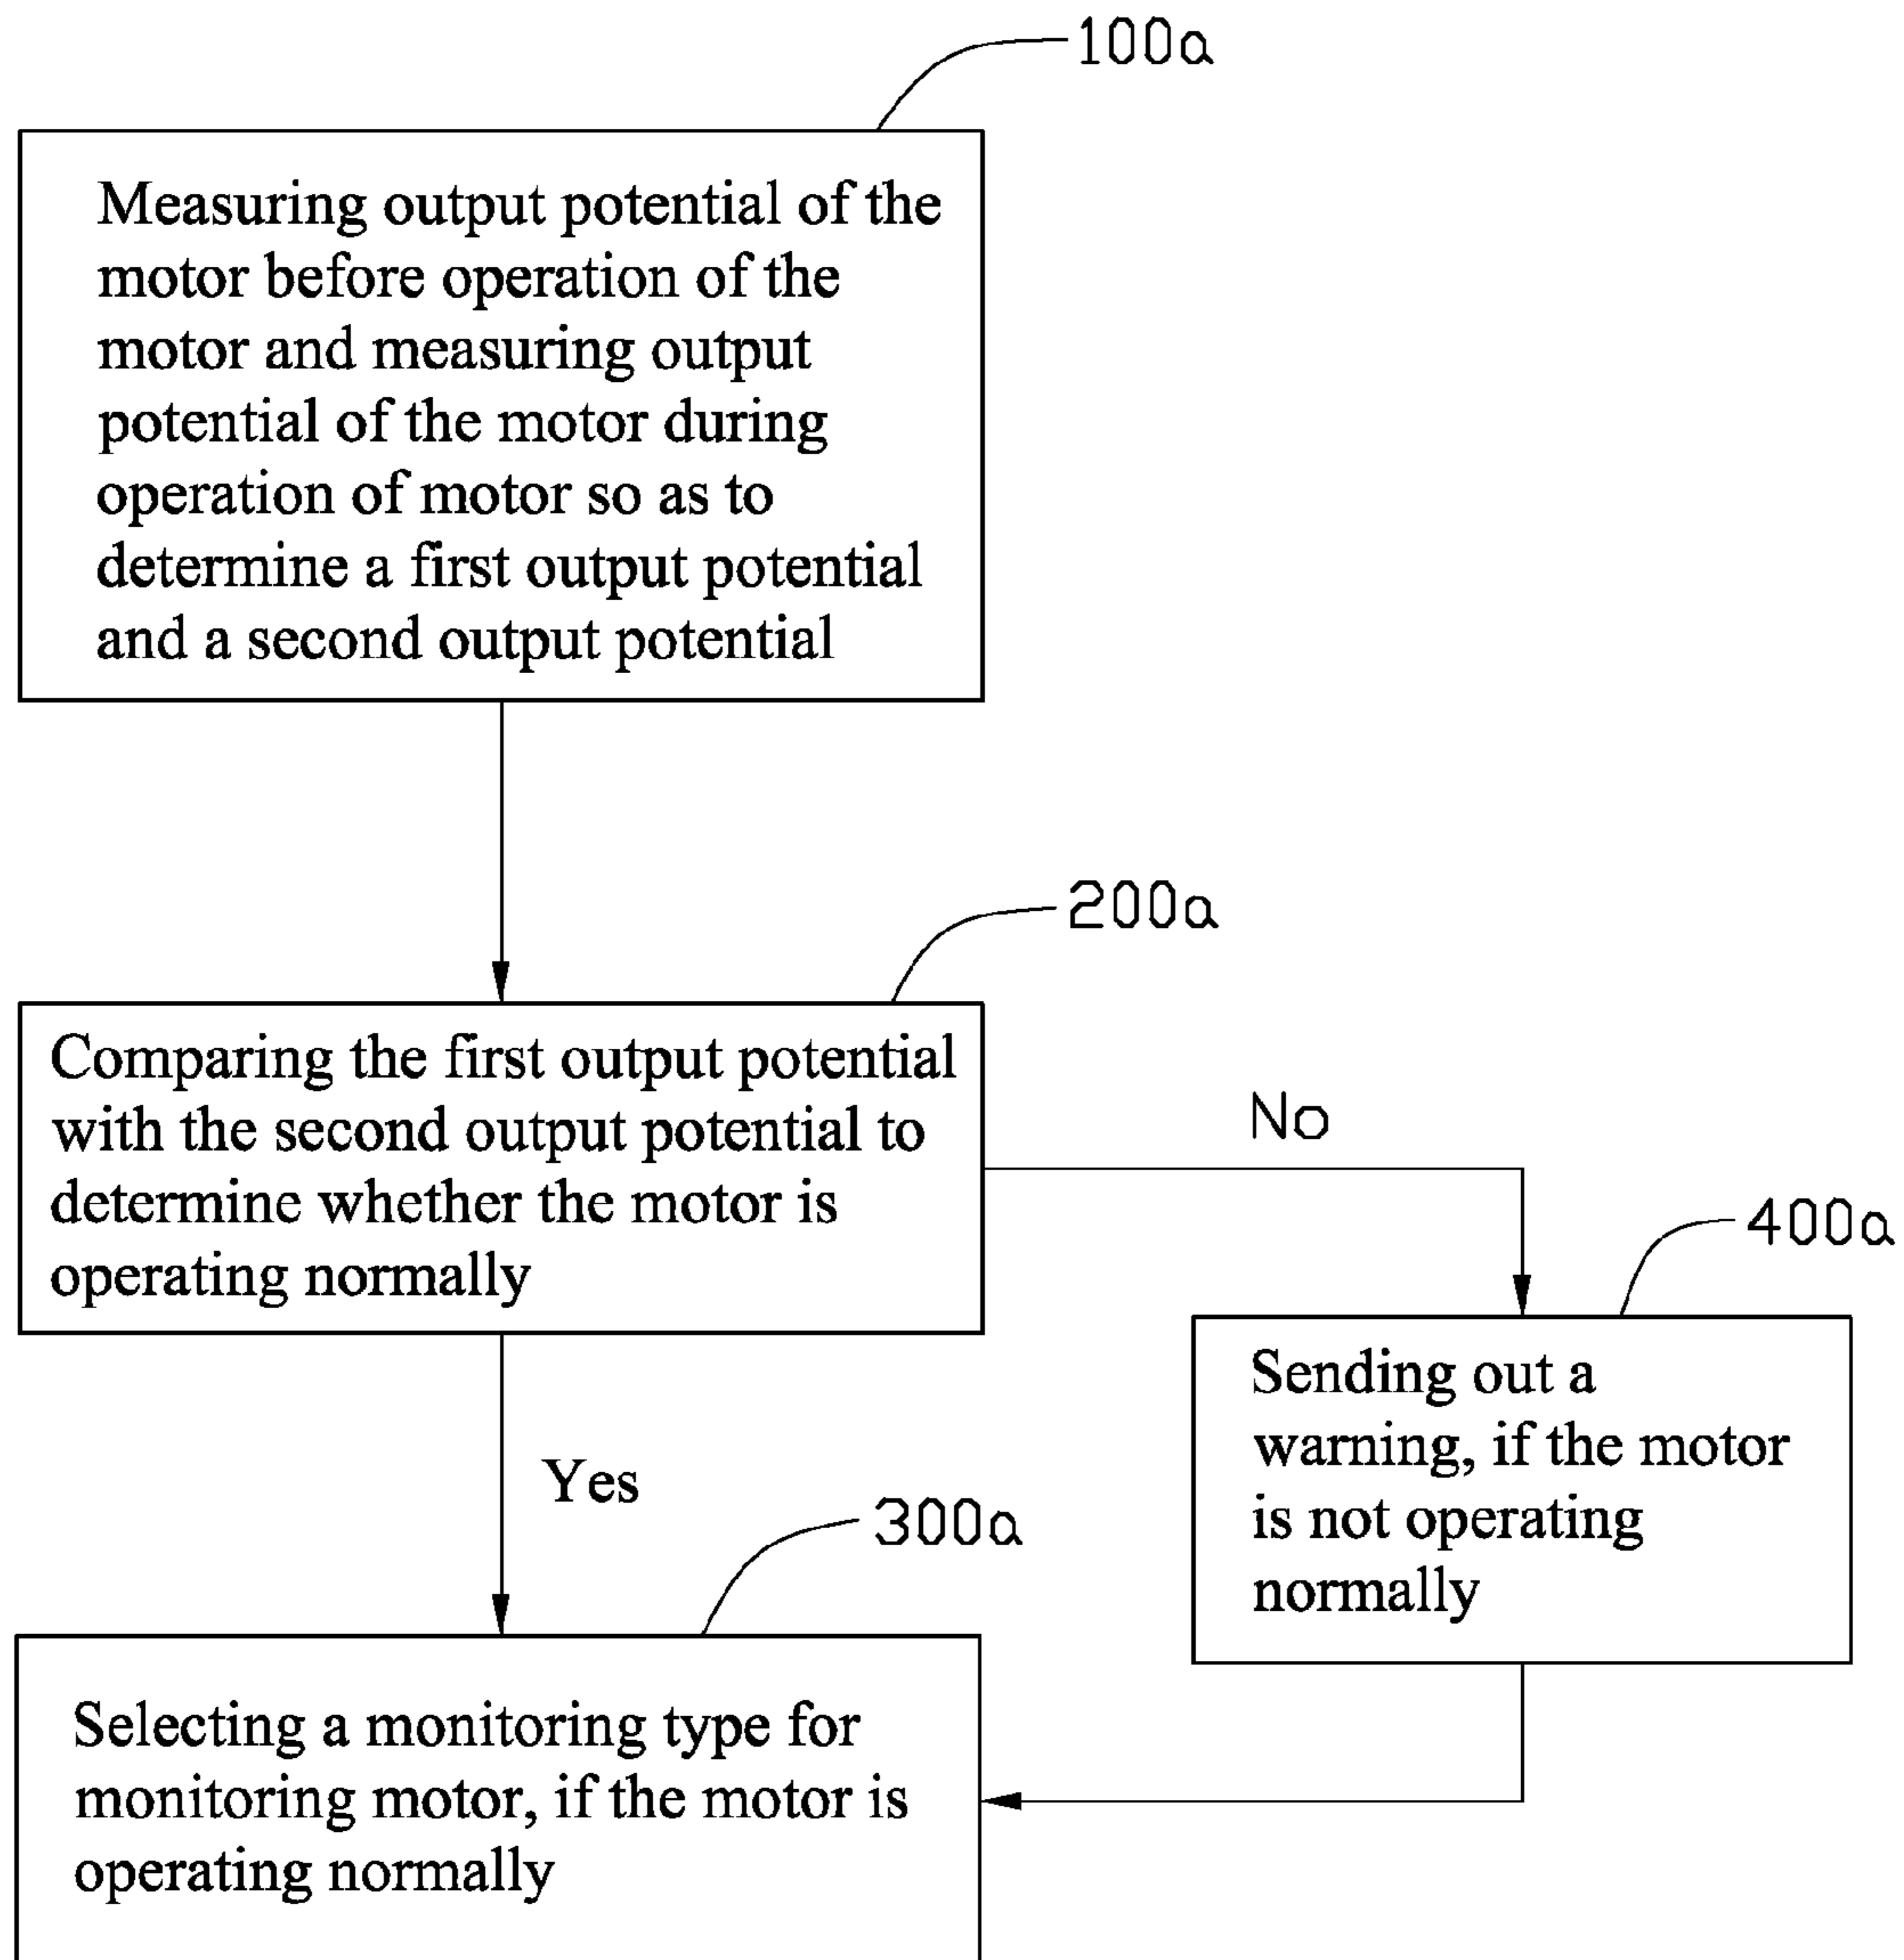 100a
Measuring output potential of the
motor before operation of the
motor and measuring output
potential of the motor during
operation of motor so as to
determine a first output potential
and a second output potential
200a
Comparing the first output potential
with the second output potential to
determine whether the motor is
operating normally
No
400a
Sending out a
warning, if the motor
is not operating
normally
Yes
300a
Selecting a monitoring type for
monitoring motor, if the motor is
operating normally